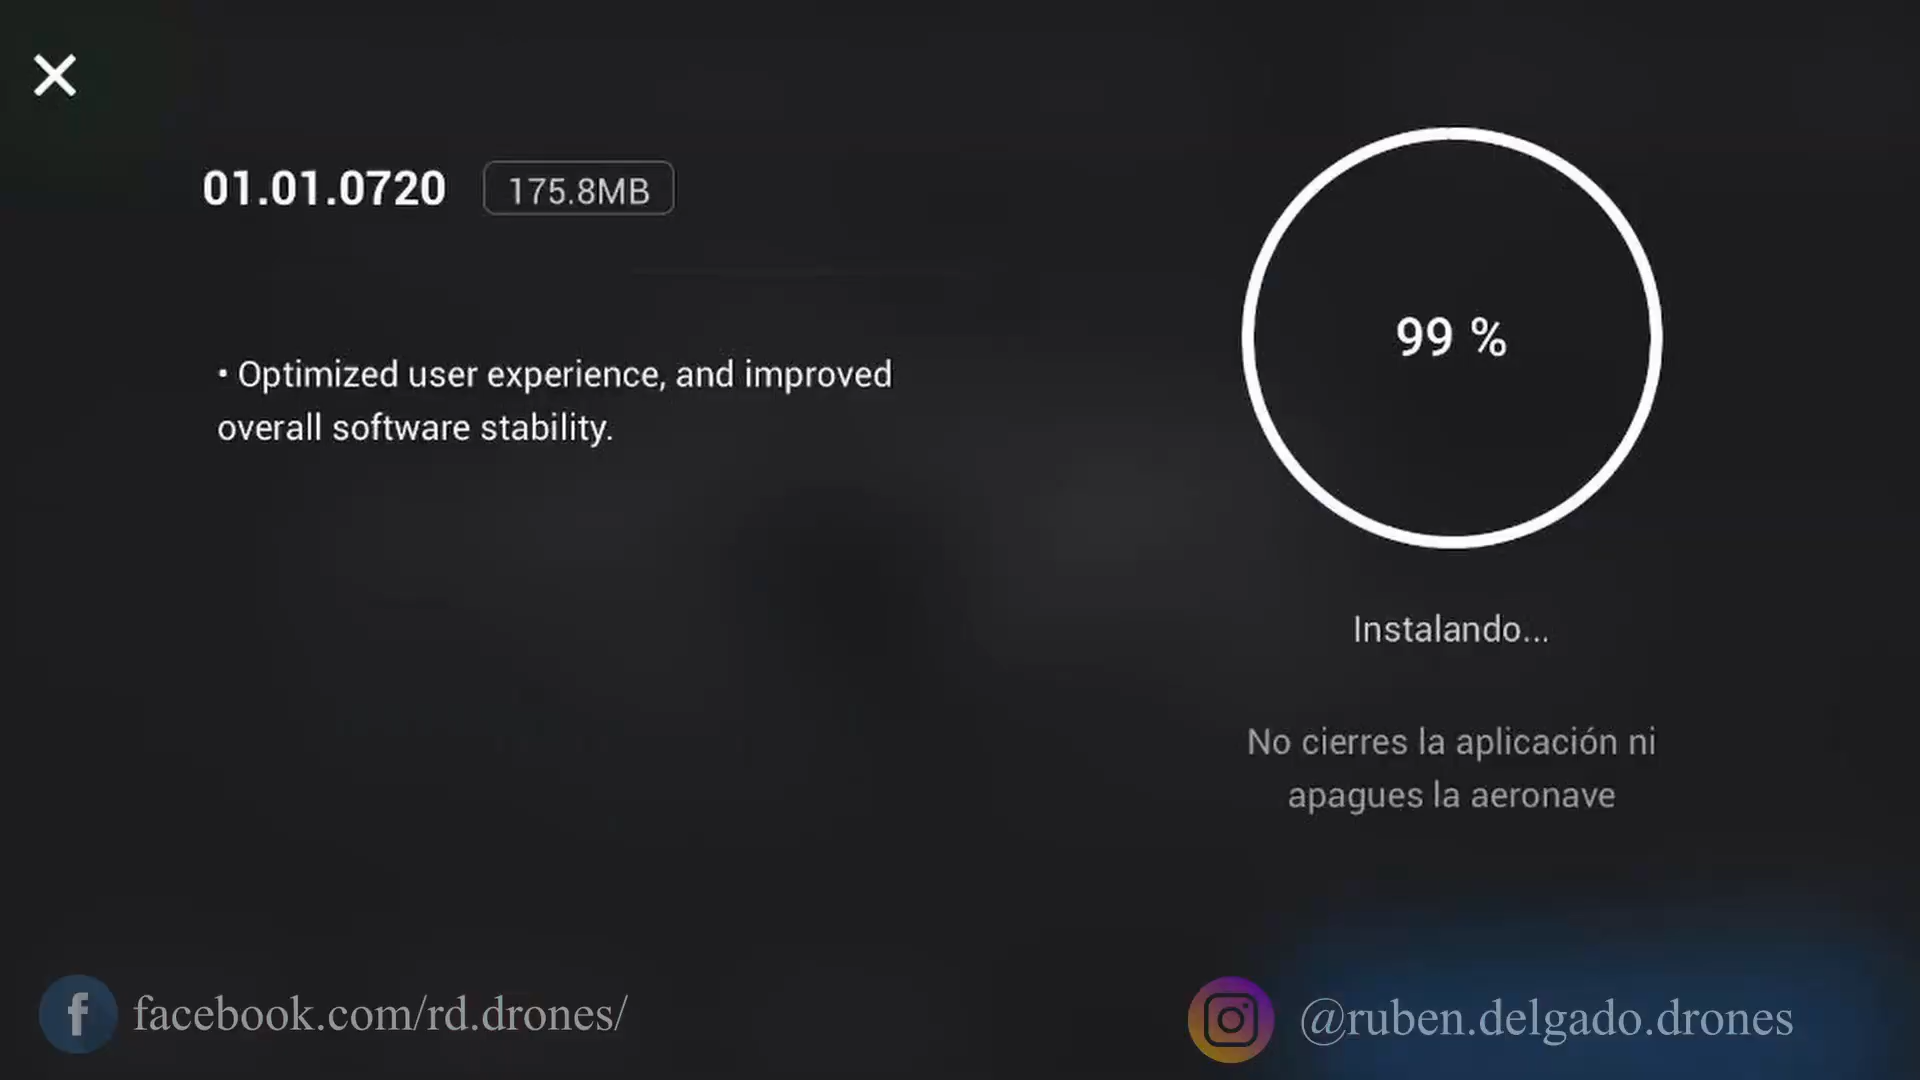 01.01.0720 175.8MB
• Optimized user experience, and improved
overall software stability.
99 %
Instalando...
No cierres la aplicación ni
apagues la aeronave
facebook.com/rd.drones/
@ruben.delgado.drones